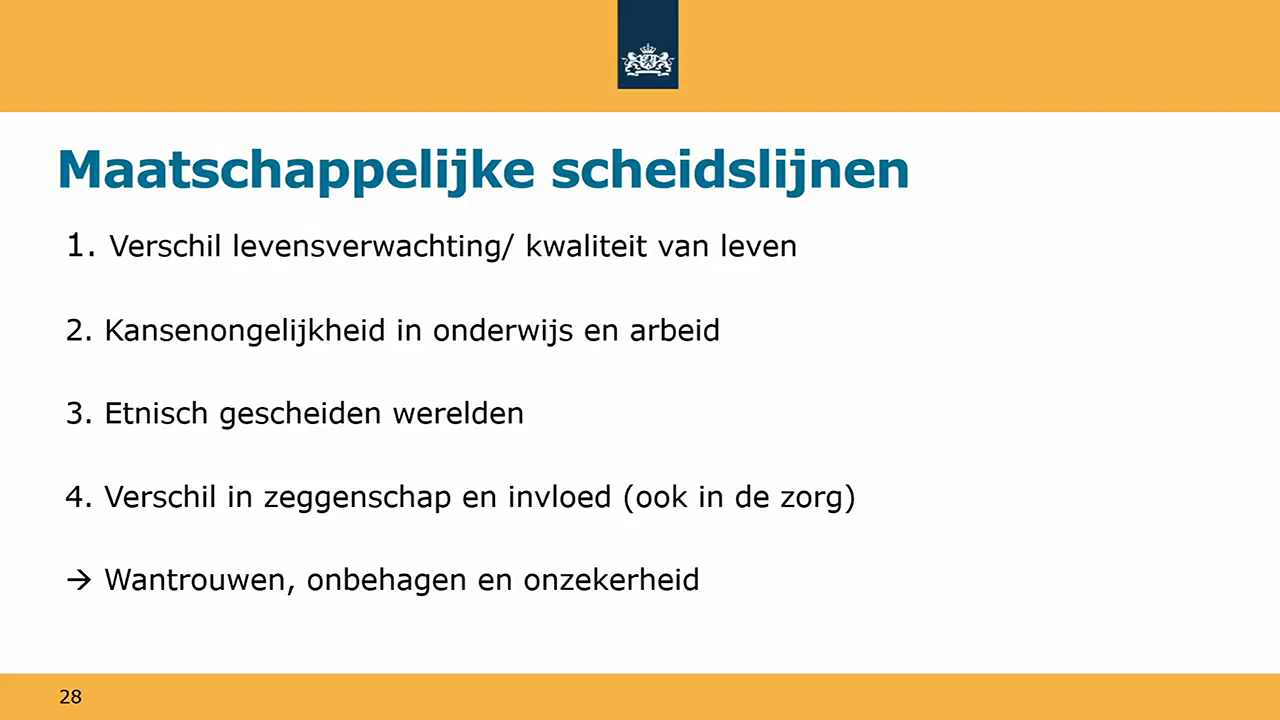 Maatschappelijke scheidslijnen
1. Verschil levensverwachting/ kwaliteit van leven
2. Kansenongelijkheid in onderwijs en arbeid
3. Etnisch gescheiden werelden
4. Verschil in zeggenschap en invloed (ook in de zorg)
→ Wantrouwen, onbehagen en onzekerheid
28